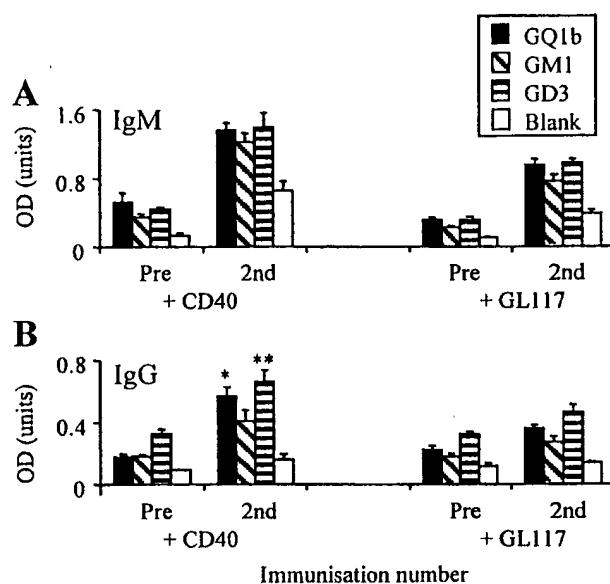 GQ1b
GM1
GD3
Blank
A
IgM
OD (units)
1.6
0.8
0
Pre 2nd Pre 2nd
+ CD40 + GL117
B
IgG
OD (units)
0.8
0.4
0
* **
Pre 2nd Pre 2nd
+ CD40 + GL117
Immunisation number